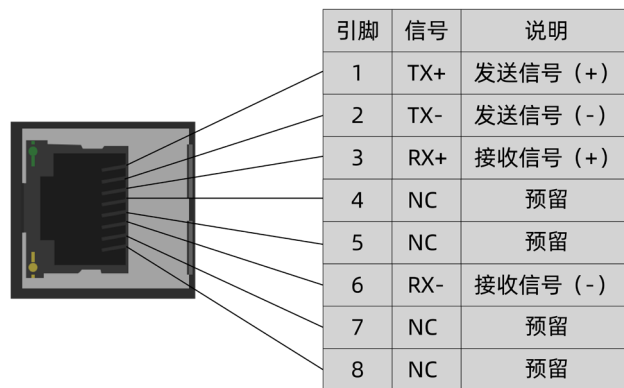 引脚 信号 说明
1 TX+ 发送信号（+）
2 TX- 发送信号（-）
3 RX+ 接收信号（+）
4 NC 预留
5 NC 预留
6 RX- 接收信号（-）
7 NC 预留
8 NC 预留